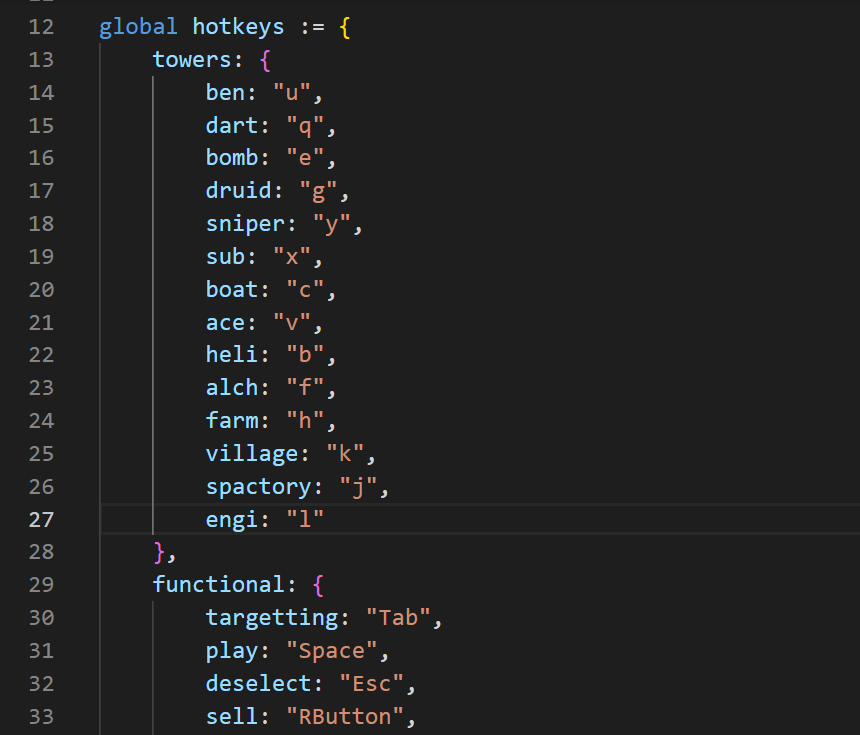 12 global hotkeys := {
13 towers: {
14 ben: "u",
15 dart: "q",
16 bomb: "e",
17 druid: "g",
18 sniper: "y",
19 sub: "x",
20 boat: "c",
21 ace: "v",
22 heli: "b",
23 alch: "f",
24 farm: "h",
25 village: "k",
26 spactory: "j",
27 engi: "l"
28 },
29 functional: {
30 targetting: "Tab",
31 play: "Space",
32 deselect: "Esc",
33 sell: "RButton",